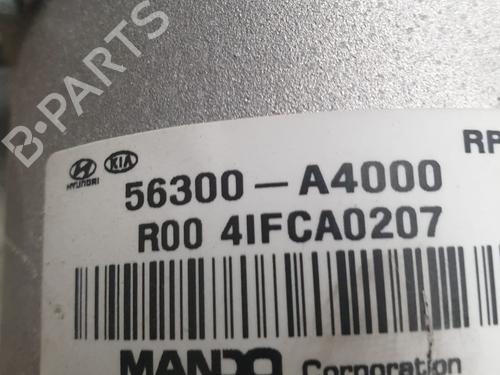 B-PARTS
RP
HYUNDAI KIA
56300-A4000
R00 4IFCA0207
MANDO Corporation